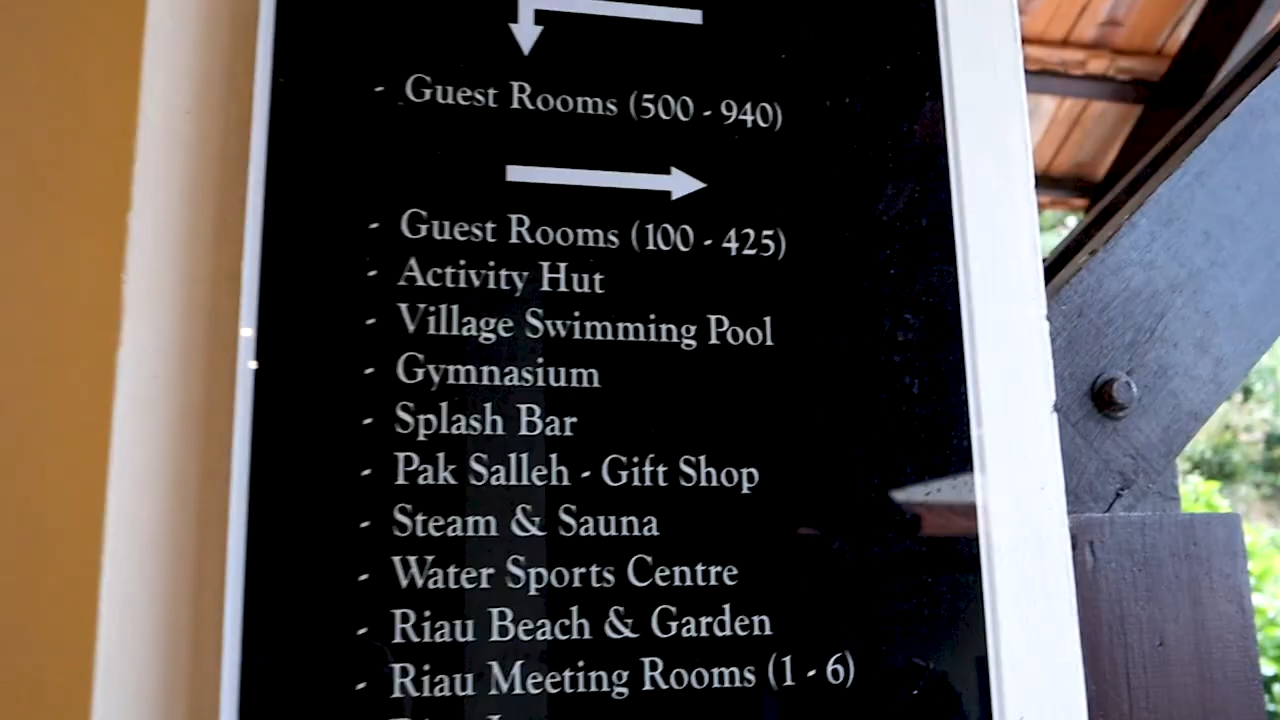 - Guest Rooms (500 - 940)
- Guest Rooms (100 - 425)
- Activity Hut
- Village Swimming Pool
- Gymnasium
- Splash Bar
- Pak Salleh - Gift Shop
- Steam & Sauna
- Water Sports Centre
- Riau Beach & Garden
- Riau Meeting Rooms (1 - 6)